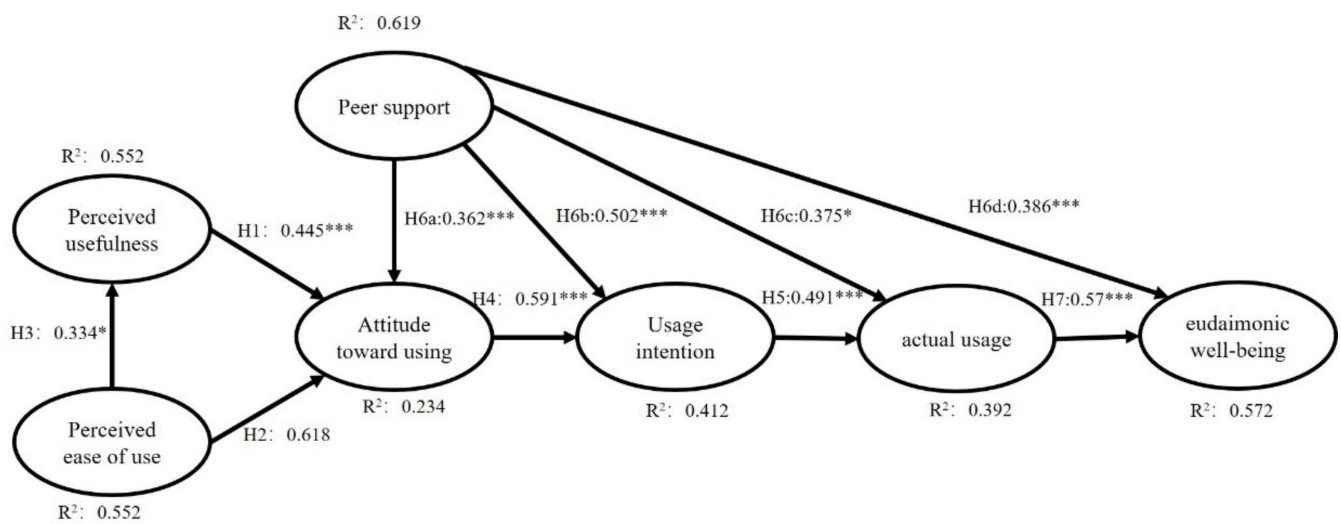 R²: 0.619
Peer support
R²: 0.552
Perceived
usefulness
H1: 0.445***
H6a:0.362***
H6b:0.502***
H6c:0.375*
H6d:0.386***
H3: 0.334*
Attitude
toward using
H4: 0.591***
Usage
intention
H5:0.491***
actual usage
H7:0.57***
eudaimonic
well-being
R²: 0.234
R²: 0.412
R²: 0.392
R²: 0.572
Perceived
ease of use
H2: 0.618
R²: 0.552